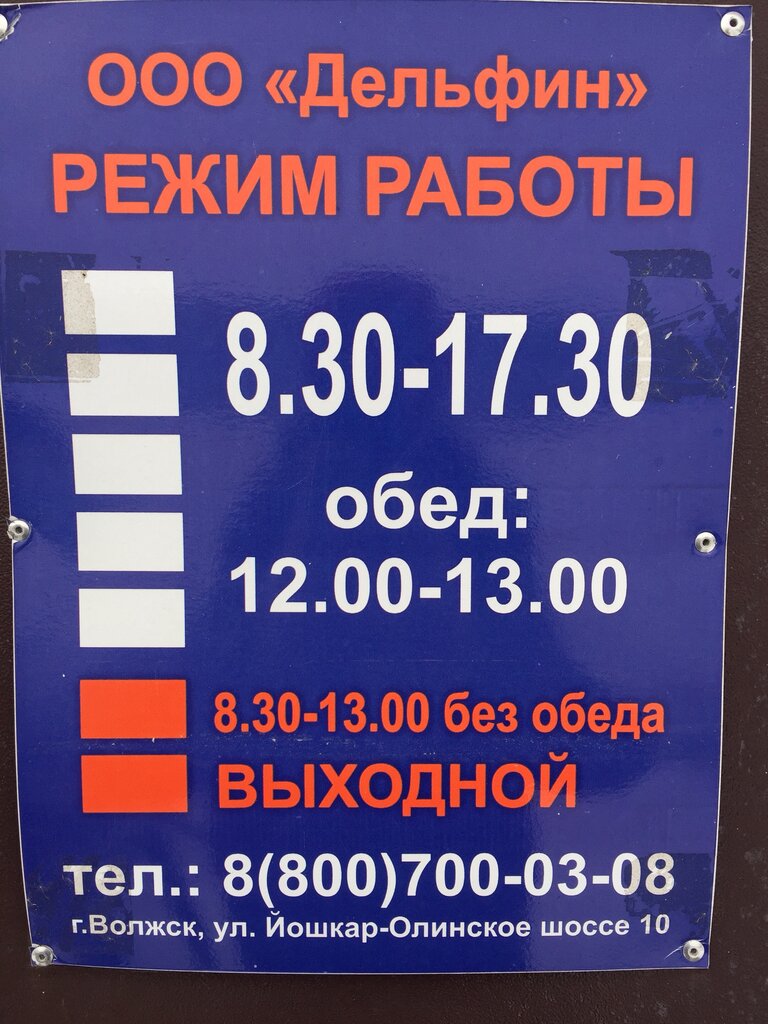 ООО «Дельфин»
РЕЖИМ РАБОТЫ
8.30-17.30
обед:
12.00-13.00
8.30-13.00 без обеда
ВЫХОДНОЙ
тел.: 8(800)700-03-08
г.Волжск, ул. Йошкар-Олинское шоссе 10